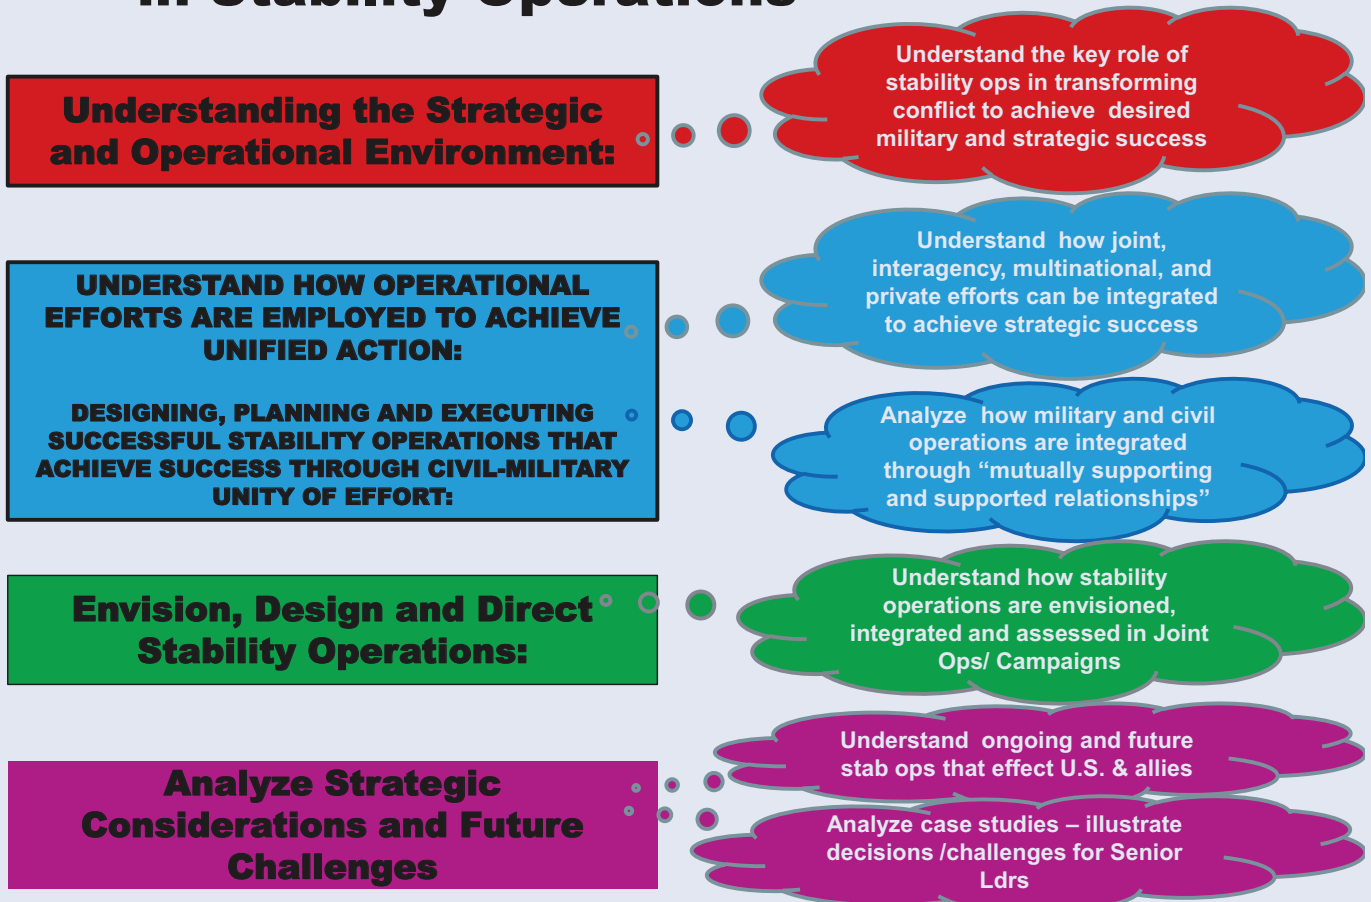 in Stability Operations
Understanding the Strategic
and Operational Environment:
Understand the key role of
stability ops in transforming
conflict to achieve desired
military and strategic success
UNDERSTAND HOW OPERATIONAL
EFFORTS ARE EMPLOYED TO ACHIEVE
UNIFIED ACTION:
DESIGNING, PLANNING AND EXECUTING
SUCCESSFUL STABILITY OPERATIONS THAT
ACHIEVE SUCCESS THROUGH CIVIL-MILITARY
UNITY OF EFFORT:
Understand how joint,
interagency, multinational, and
private efforts can be integrated
to achieve strategic success
Analyze how military and civil
operations are integrated
through “mutually supporting
and supported relationships”
Envision, Design and Direct
Stability Operations:
Understand how stability
operations are envisioned,
integrated and assessed in Joint
Ops/ Campaigns
Analyze Strategic
Considerations and Future
Challenges
Understand ongoing and future
stab ops that effect U.S. & allies
Analyze case studies – illustrate
decisions /challenges for Senior
Ldrs